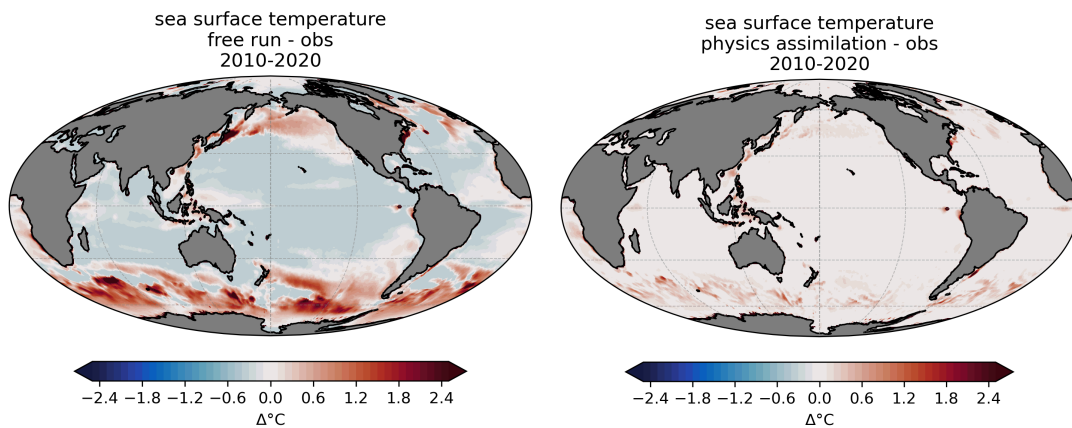 sea surface temperature
free run - obs
2010-2020
−2.4 −1.8 −1.2 −0.6 0.0 0.6 1.2 1.8 2.4
Δ°C
sea surface temperature
physics assimilation - obs
2010-2020
−2.4 −1.8 −1.2 −0.6 0.0 0.6 1.2 1.8 2.4
Δ°C